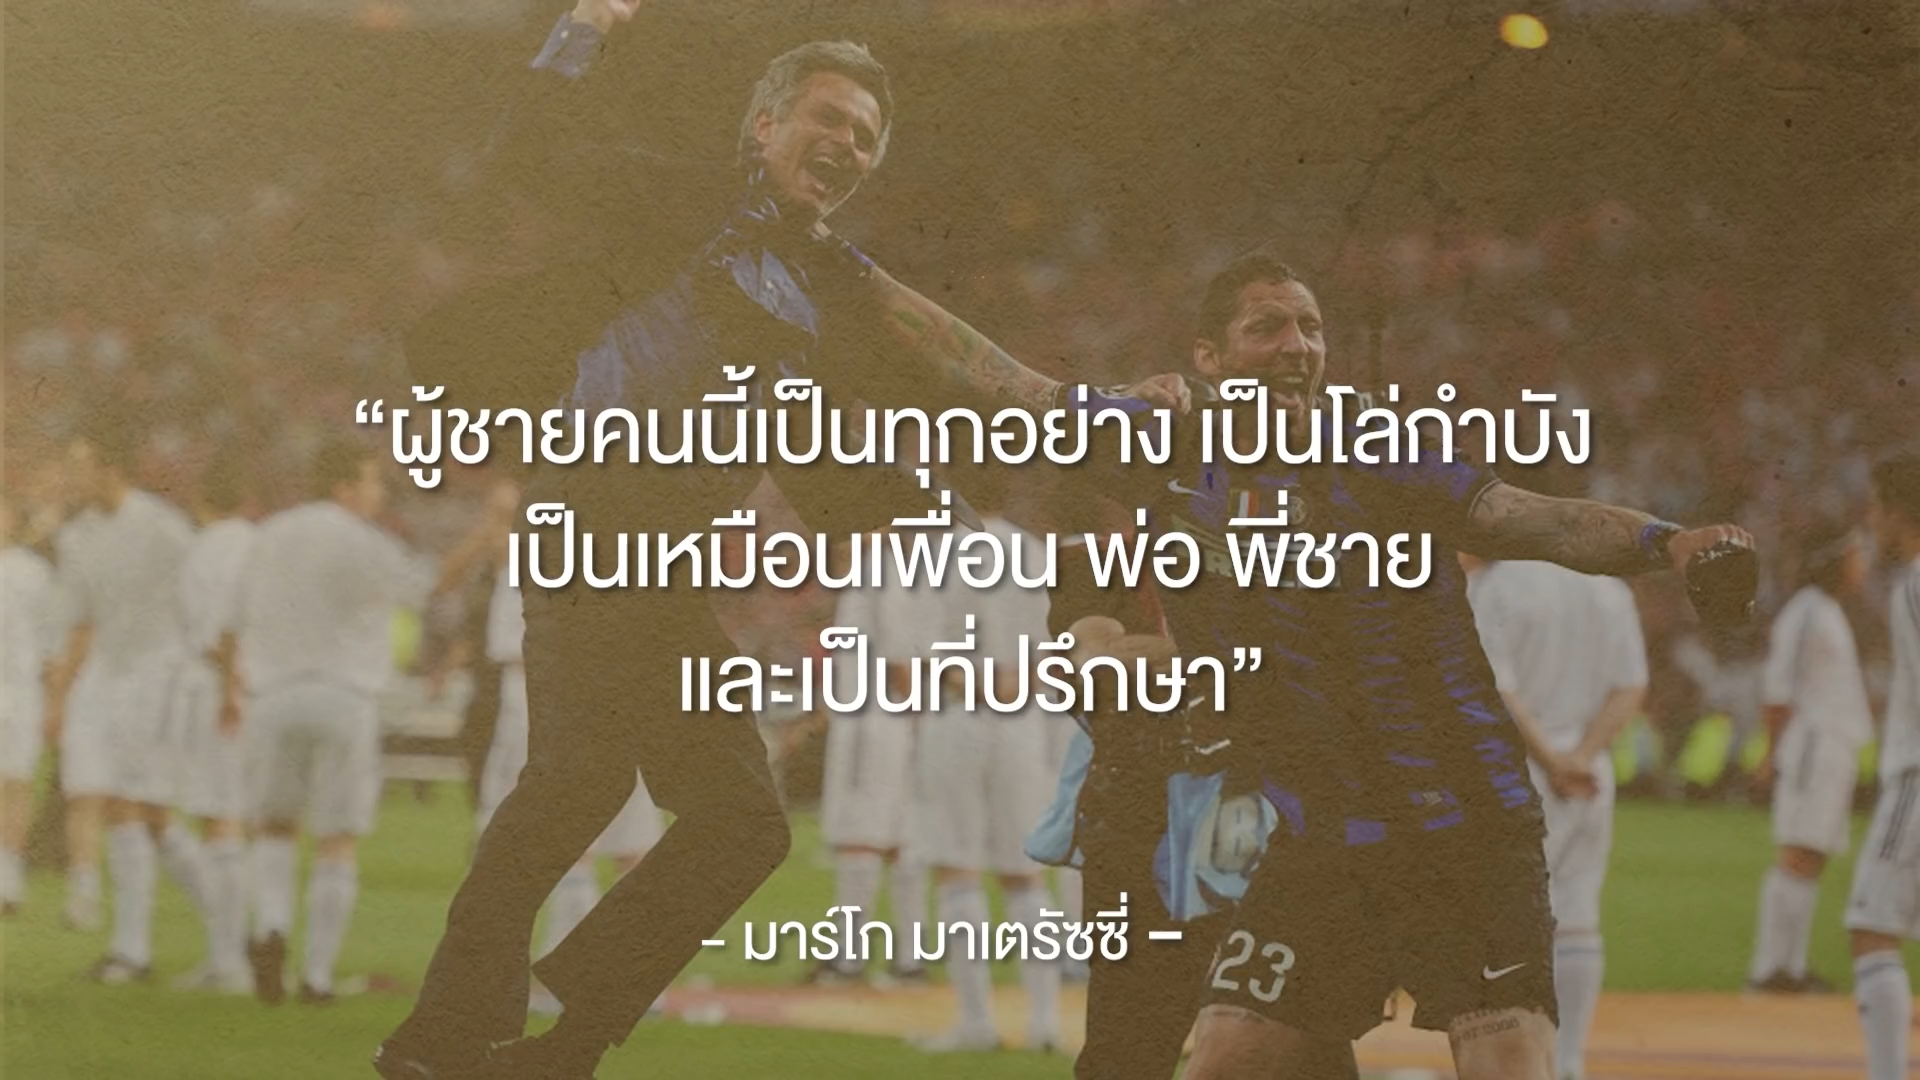 “ผู้ชายคนนี้เป็นทุกอย่าง เป็นโล่กำบัง
เป็นเหมือนเพื่อน พ่อ พี่ชาย
และเป็นที่ปรึกษา”
- มาร์โก มาเตรัซซี่ -
23